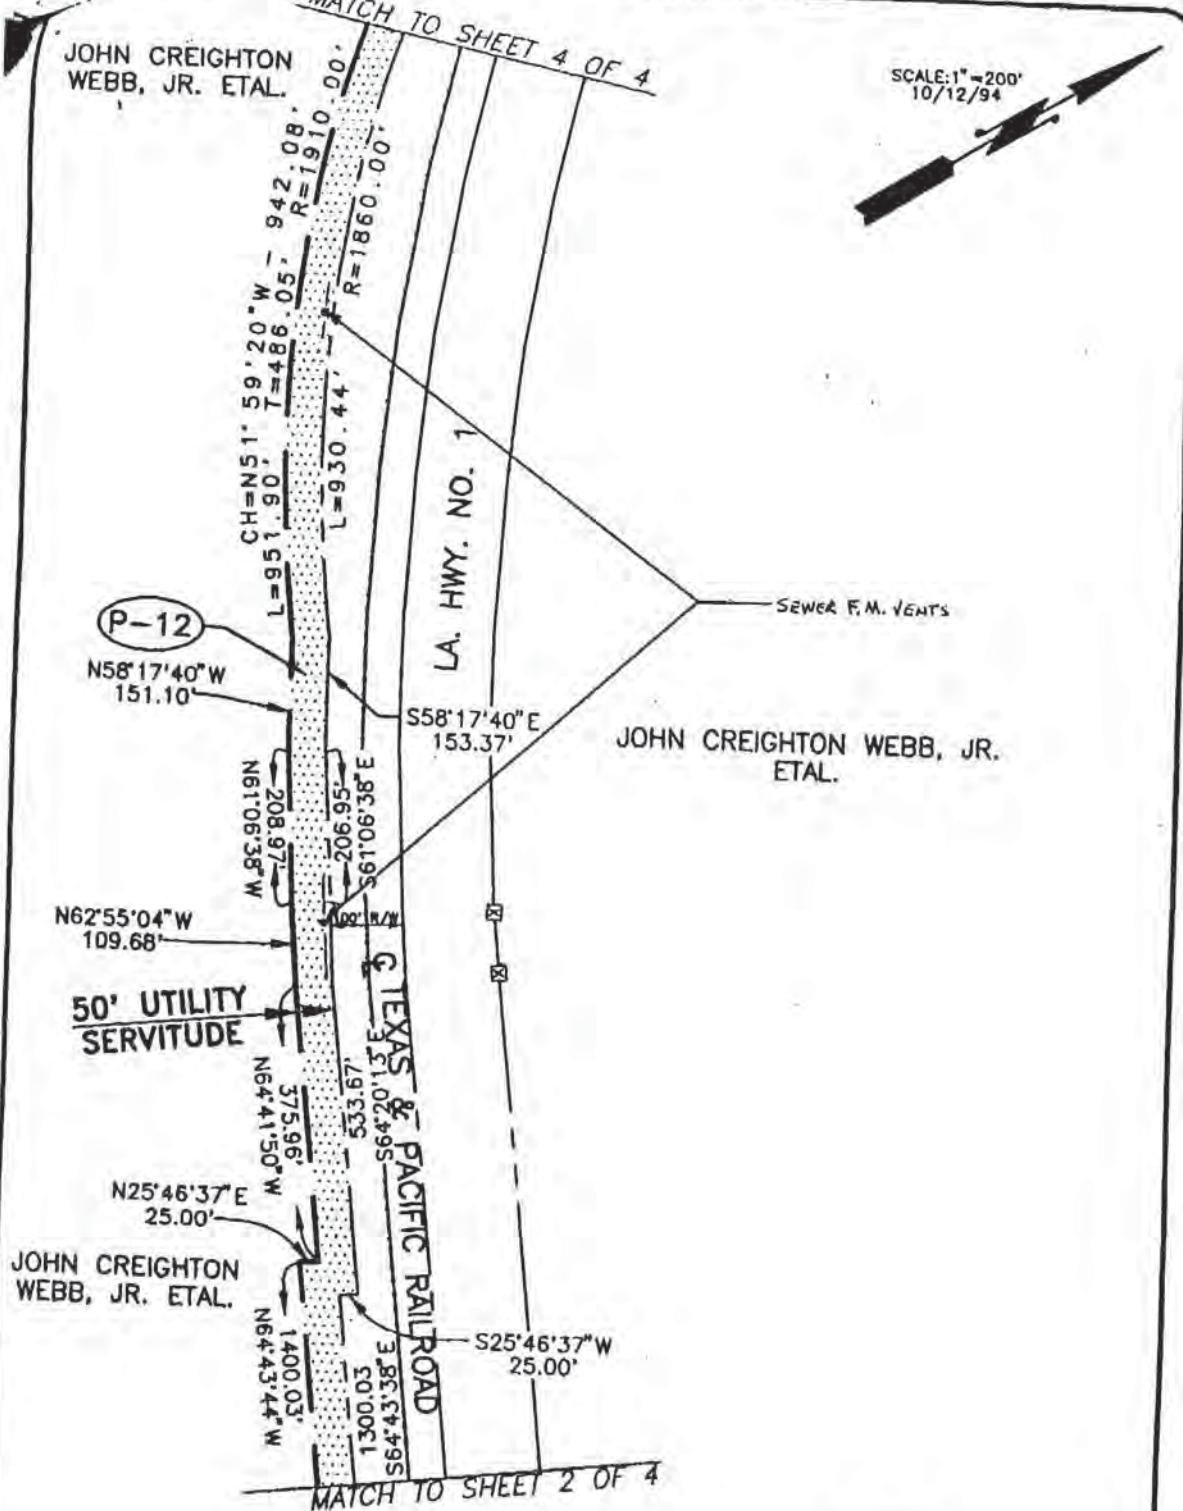 MATCH TO SHEET 4 OF 4
JOHN CREIGHTON
WEBB, JR. ETAL.
SCALE: 1"=200'
10/12/94
CH=N51°59'20"W - 942.08'
R=1910.00'
T=486.05'
L=951.90'
R=1860.00'
L=930.44'
LA. HWY. NO. 1
SEWER F.M. VENTS
P-12
N58°17'40"W
151.10'
S58°17'40"E
153.37'
JOHN CREIGHTON WEBB, JR.
ETAL.
208.97'
N61°06'38"W
206.95'
S61°06'38"E
N62°55'04"W
109.68'
R/W
50' UTILITY
SERVITUDE
TEXAS & PACIFIC RAILROAD
375.96'
N64°41'50"W
533.67'
S64°20'13"E
N25°46'37"E
25.00'
JOHN CREIGHTON
WEBB, JR. ETAL.
S25°46'37"W
25.00'
1400.03'
N64°43'44"W
1300.03
S64°43'38"E
MATCH TO SHEET 2 OF 4